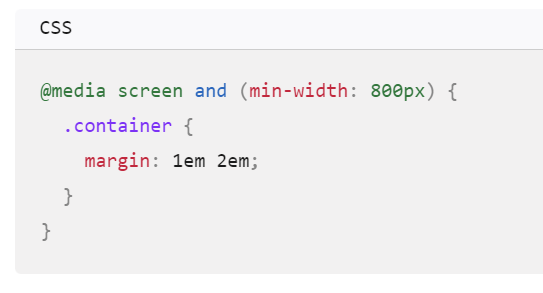 CSS
@media screen and (min-width: 800px) {
  .container {
    margin: 1em 2em;
  }
}